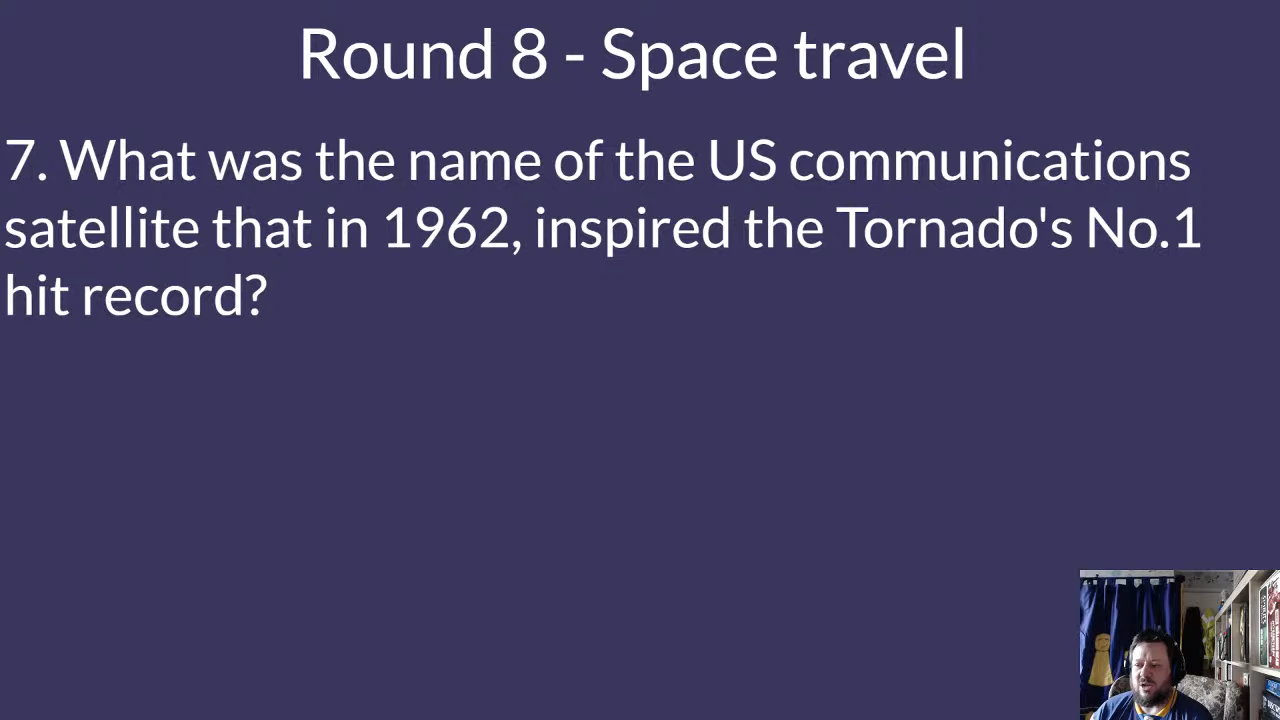 Round 8 - Space travel
7. What was the name of the US communications
satellite that in 1962, inspired the Tornado's No.1
hit record?